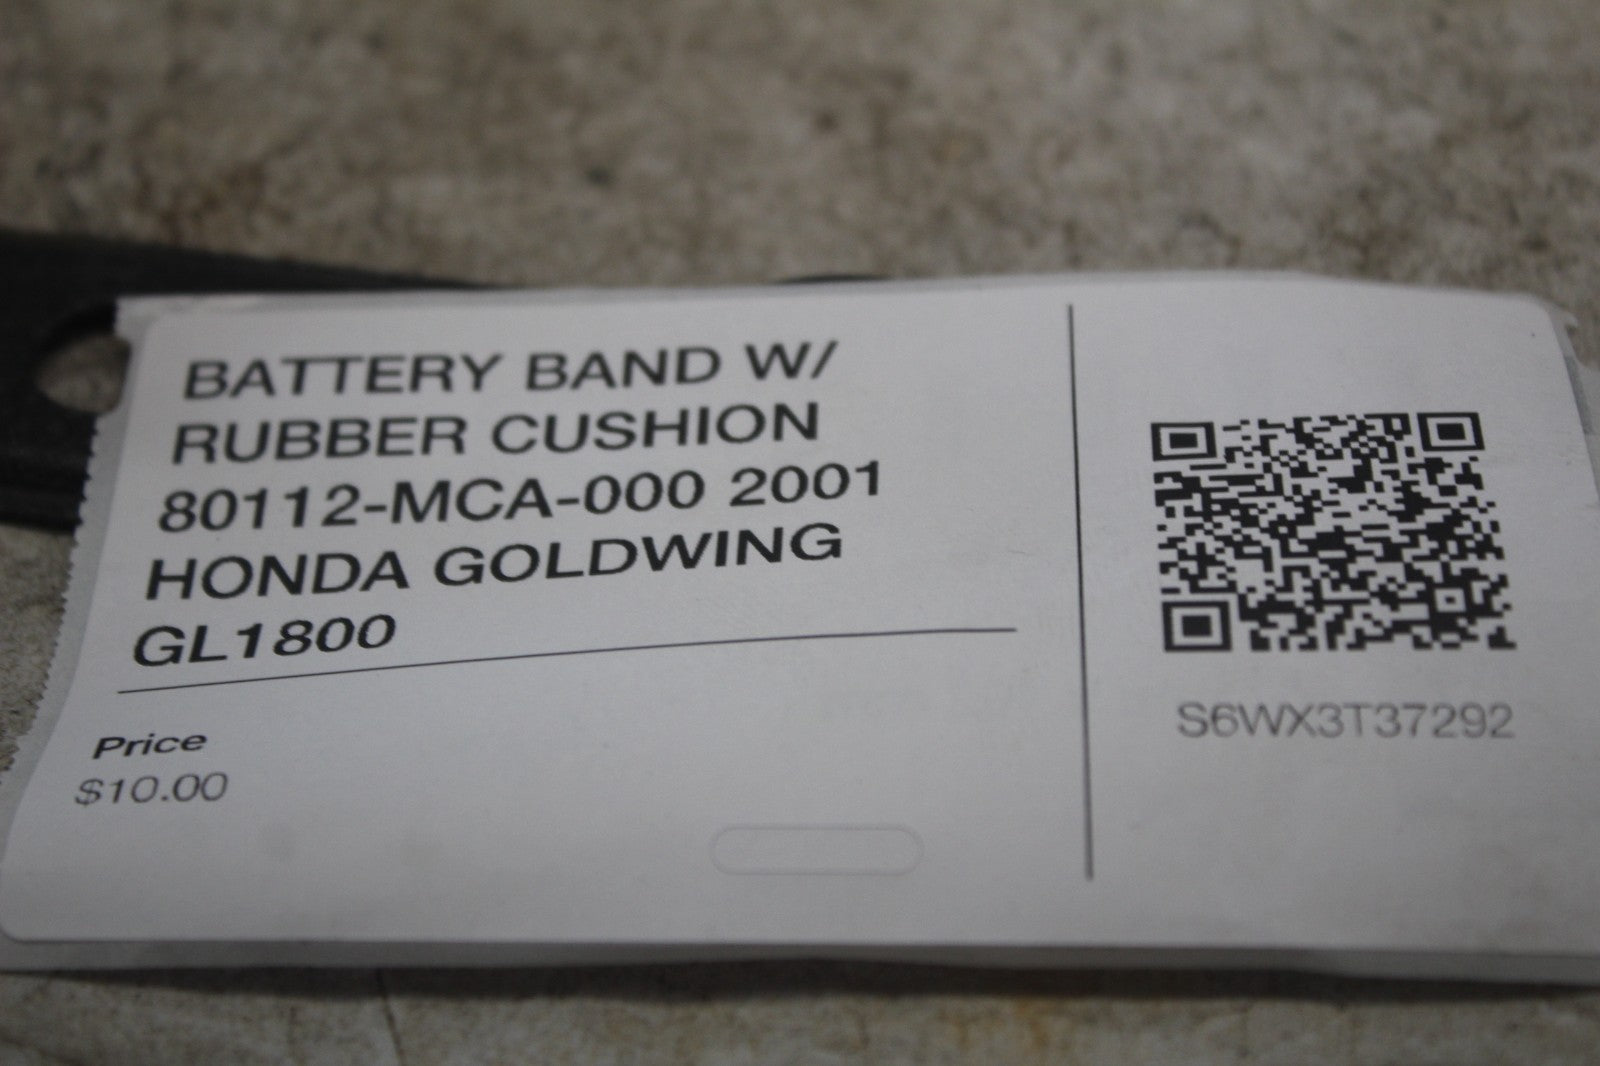 BATTERY BAND W/
RUBBER CUSHION
80112-MCA-000 2001
HONDA GOLDWING
GL1800
Price
$10.00
S6WX3T37292